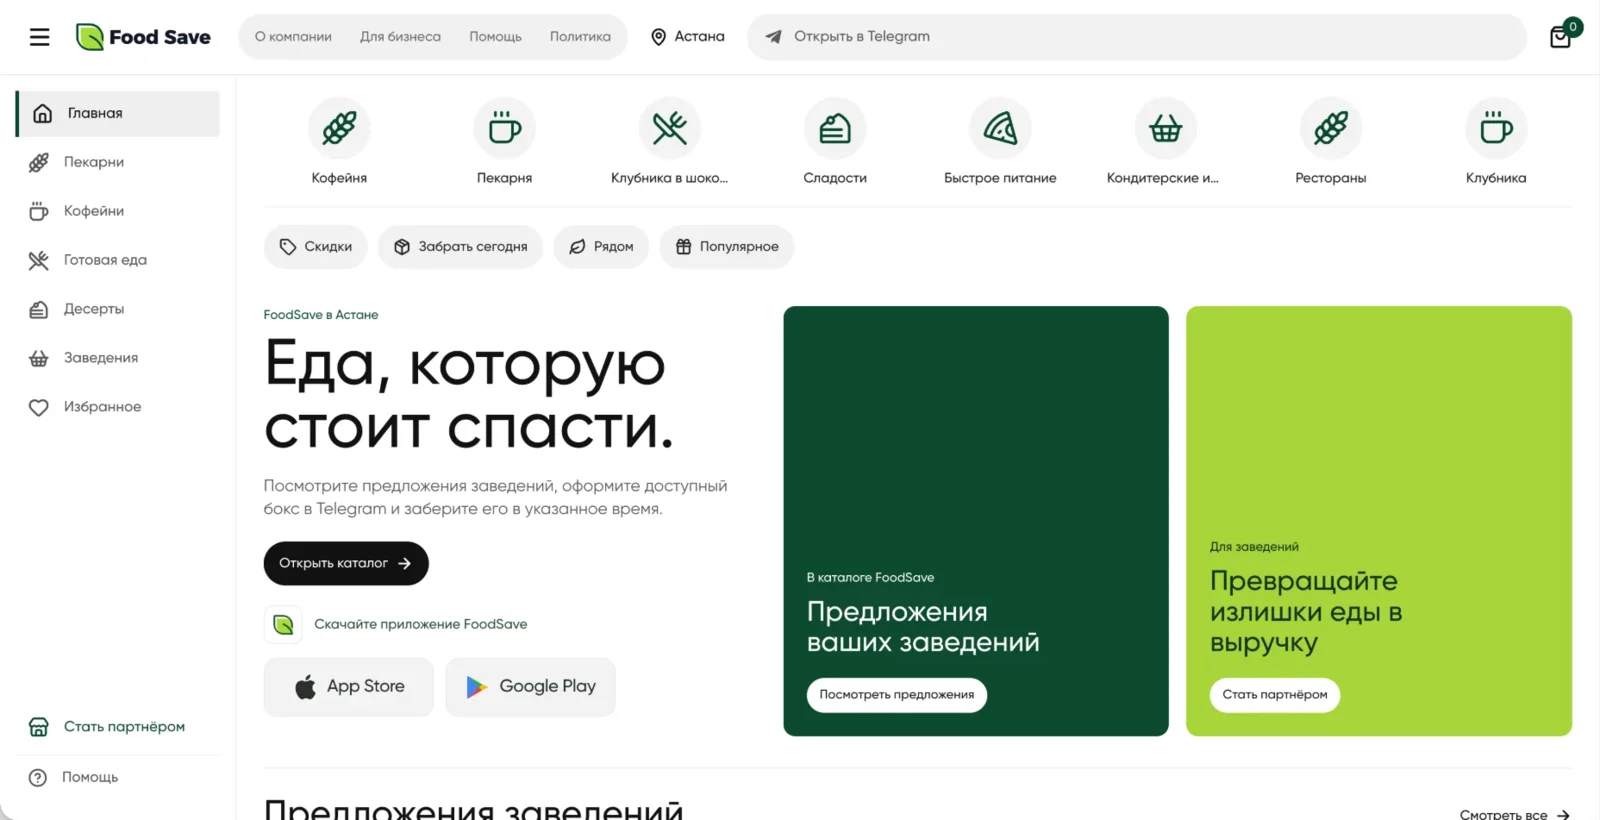 Food Save
О компании
Для бизнеса
Помощь
Политика
Астана
Открыть в Telegram
0
Главная
Пекарни
Кофейни
Готовая еда
Десерты
Заведения
Избранное
Стать партнёром
Помощь
Кофейня
Пекарня
Клубника в шоко...
Сладости
Быстрое питание
Кондитерские и...
Рестораны
Клубника
Скидки
Забрать сегодня
Рядом
Популярное
FoodSave в Астане
Еда, которую
стоит спасти.
Посмотрите предложения заведений, оформите доступный
бокс в Telegram и заберите его в указанное время.
Открыть каталог
Скачайте приложение FoodSave
App Store
Google Play
В каталоге FoodSave
Предложения
ваших заведений
Посмотреть предложения
Для заведений
Превращайте
излишки еды в
выручку
Стать партнёром
Предложения заведений
Смотреть все